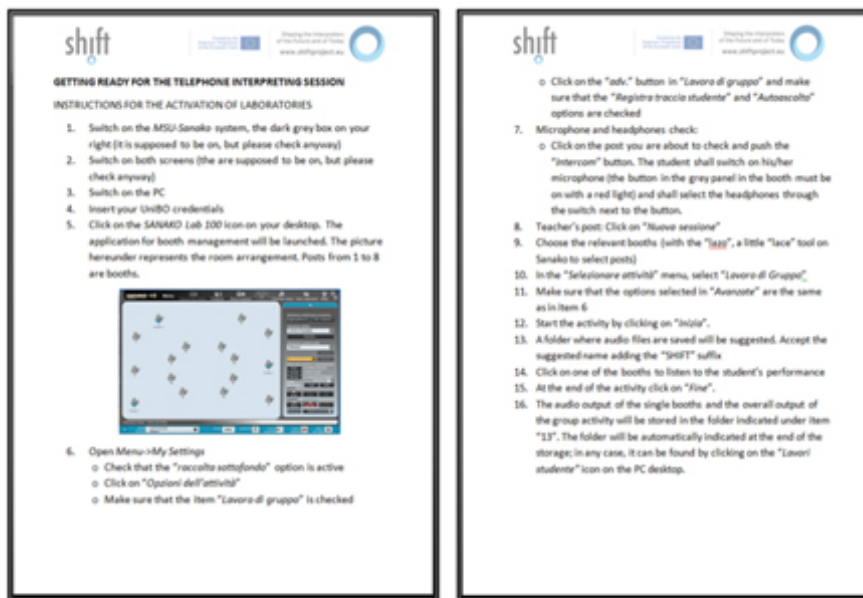 shift
Shaping the Interpreters
of the Future and of Today
www.shiftproject.eu
GETTING READY FOR THE TELEPHONE INTERPRETING SESSION
INSTRUCTIONS FOR THE ACTIVATION OF LABORATORIES
1. Switch on the MSU-Sanako system, the dark grey box on your
right (it is supposed to be on, but please check anyway)
2. Switch on both screens (the are supposed to be on, but please
check anyway)
3. Switch on the PC
4. Insert your UniBO credentials
5. Click on the SANAKO Lab 100 icon on your desktop. The
application for booth management will be launched. The picture
hereunder represents the room arrangement. Posts from 1 to 8
are booths.
6. Open Menu->My Settings
o Check that the "raccolta sottofondo" option is active
o Click on "Opzioni dell'attività"
o Make sure that the item "Lavoro di gruppo" is checked
shift
Shaping the Interpreters
of the Future and of Today
www.shiftproject.eu
o Click on the "adv." button in "Lavoro di gruppo" and make
sure that the "Registra traccia studente" and "Autoascolto"
options are checked
7. Microphone and headphones check:
o Click on the post you are about to check and push the
"Intercom" button. The student shall switch on his/her
microphone (the button in the grey panel in the booth must be
on with a red light) and shall select the headphones through
the switch next to the button.
8. Teacher's post: Click on "Nuova sessione"
9. Choose the relevant booths (with the "lazo", a little "lace" tool on
Sanako to select posts)
10. In the "Selezionare attività" menu, select "Lavoro di Gruppo"
11. Make sure that the options selected in "Avanzate" are the same
as in item 6
12. Start the activity by clicking on "Inizia".
13. A folder where audio files are saved will be suggested. Accept the
suggested name adding the "SHIFT" suffix
14. Click on one of the booths to listen to the student's performance
15. At the end of the activity click on "Fine".
16. The audio output of the single booths and the overall output of
the group activity will be stored in the folder indicated under item
"13". The folder will be automatically indicated at the end of the
storage; in any case, it can be found by clicking on the "Lavori
studente" icon on the PC desktop.